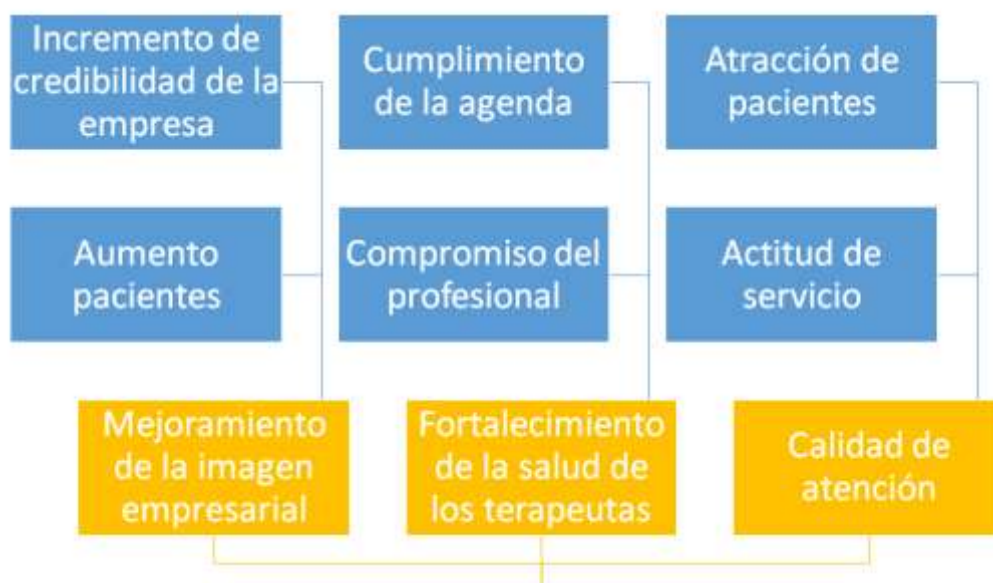 Incremento de
credibilidad de la
empresa
Cumplimiento
de la agenda
Atracción de
pacientes
Aumento
pacientes
Compromiso del
profesional
Actitud de
servicio
Mejoramiento
de la imagen
empresarial
Fortalecimiento
de la salud de
los terapeutas
Calidad de
atención